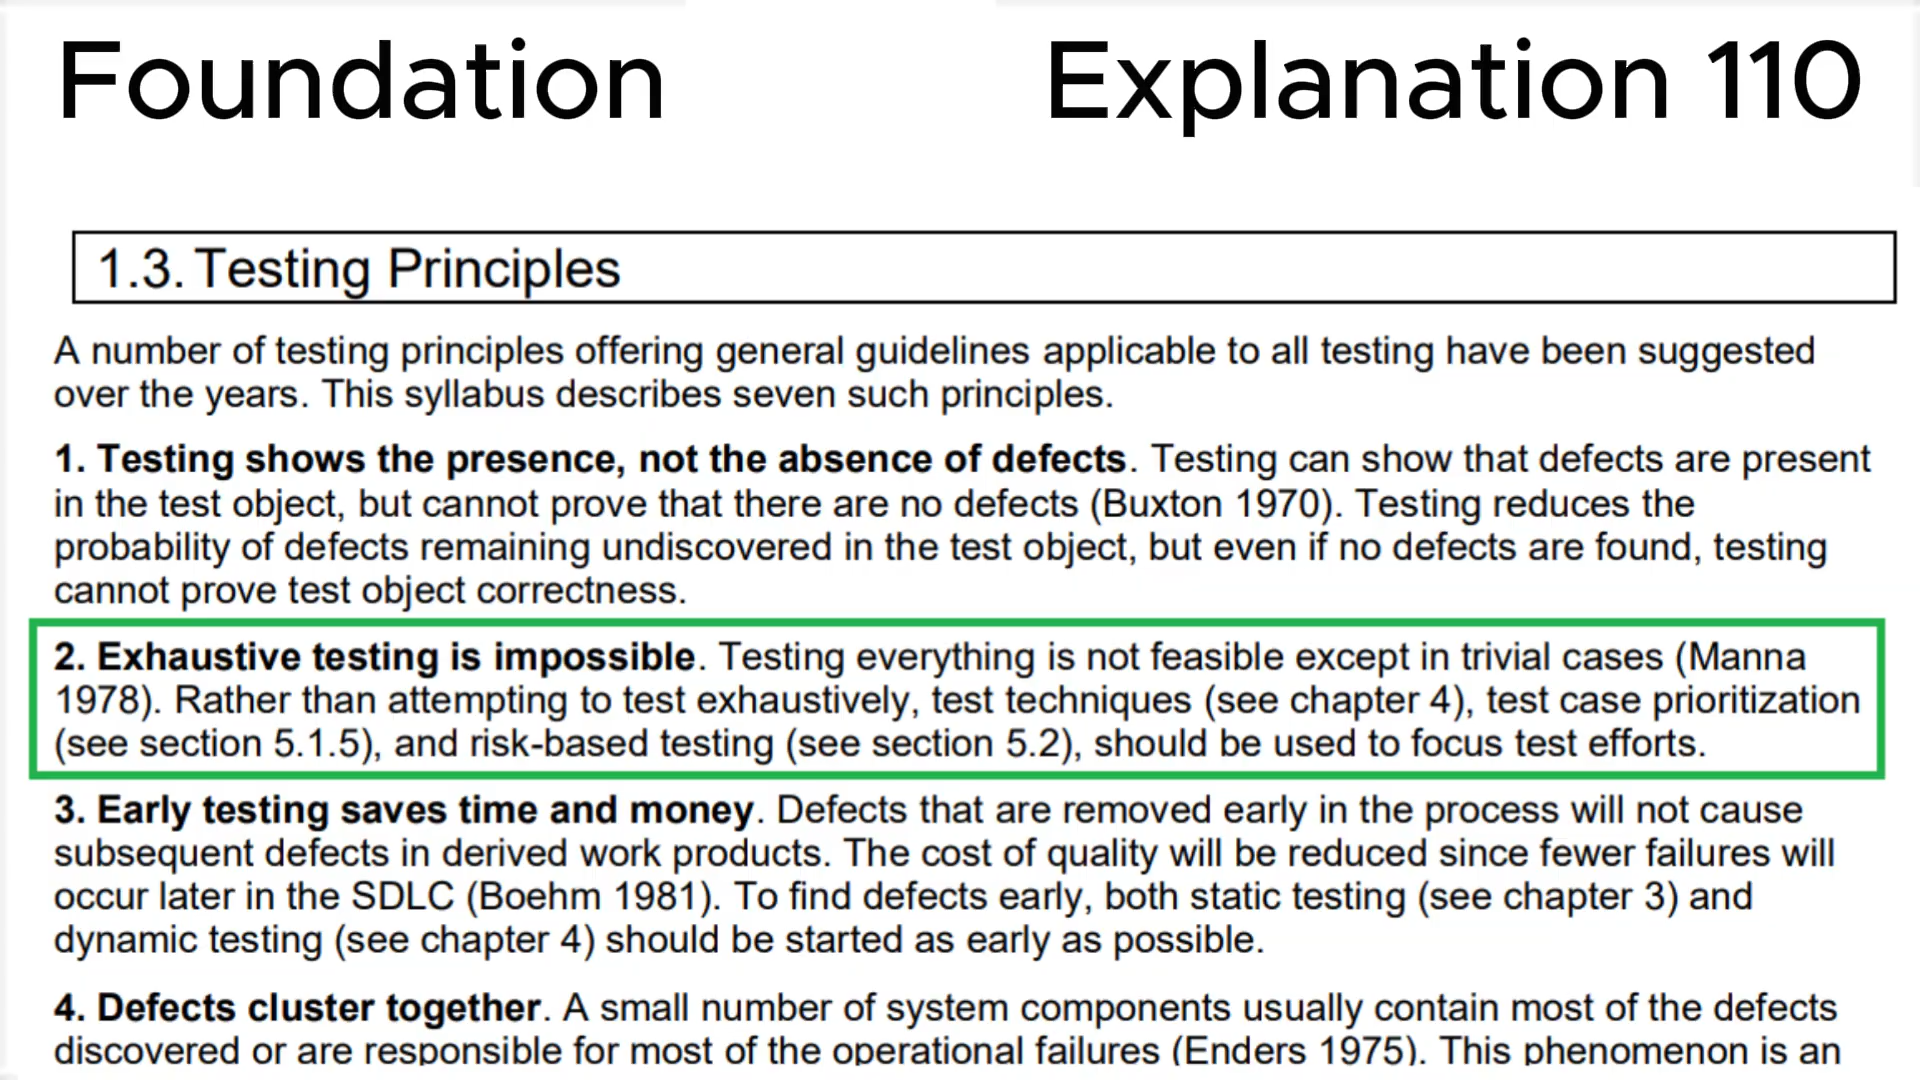 Foundation
Explanation 110
1.3. Testing Principles
A number of testing principles offering general guidelines applicable to all testing have been suggested
over the years. This syllabus describes seven such principles.
1. Testing shows the presence, not the absence of defects. Testing can show that defects are present
in the test object, but cannot prove that there are no defects (Buxton 1970). Testing reduces the
probability of defects remaining undiscovered in the test object, but even if no defects are found, testing
cannot prove test object correctness.
2. Exhaustive testing is impossible. Testing everything is not feasible except in trivial cases (Manna
1978). Rather than attempting to test exhaustively, test techniques (see chapter 4), test case prioritization
(see section 5.1.5), and risk-based testing (see section 5.2), should be used to focus test efforts.
3. Early testing saves time and money. Defects that are removed early in the process will not cause
subsequent defects in derived work products. The cost of quality will be reduced since fewer failures will
occur later in the SDLC (Boehm 1981). To find defects early, both static testing (see chapter 3) and
dynamic testing (see chapter 4) should be started as early as possible.
4. Defects cluster together. A small number of system components usually contain most of the defects
discovered or are responsible for most of the operational failures (Enders 1975). This phenomenon is an